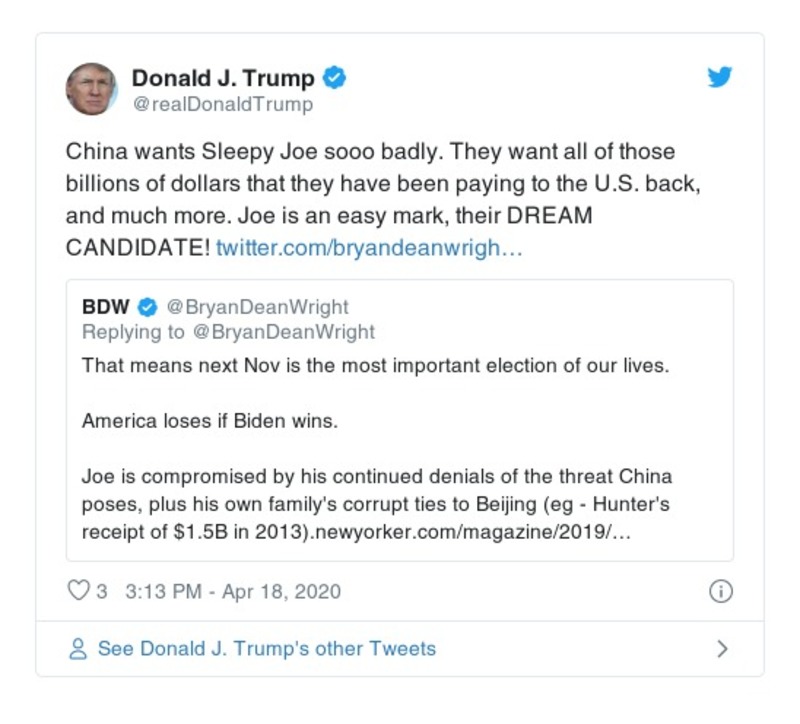 Donald J. Trump
@realDonaldTrump
China wants Sleepy Joe sooo badly. They want all of those
billions of dollars that they have been paying to the U.S. back,
and much more. Joe is an easy mark, their DREAM
CANDIDATE! twitter.com/bryandeanwrigh…
BDW @BryanDeanWright
Replying to @BryanDeanWright
That means next Nov is the most important election of our lives.
America loses if Biden wins.
Joe is compromised by his continued denials of the threat China
poses, plus his own family's corrupt ties to Beijing (eg - Hunter's
receipt of $1.5B in 2013).newyorker.com/magazine/2019/…
3 3:13 PM - Apr 18, 2020
See Donald J. Trump's other Tweets